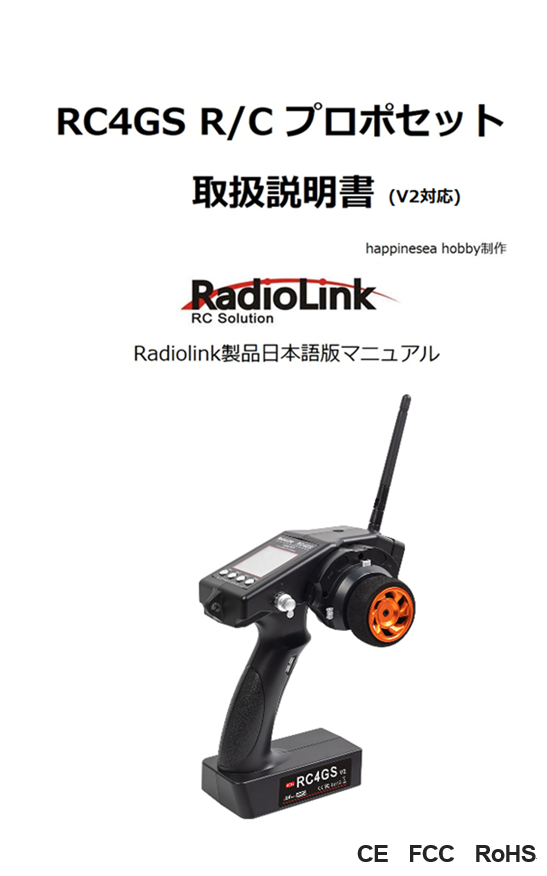 RC4GS R/C プロポセット
取扱説明書 (V2対応)
happinesea hobby制作
RadioLink
RC Solution
Radiolink製品日本語版マニュアル
RC4GS V2
CE FCC RoHS